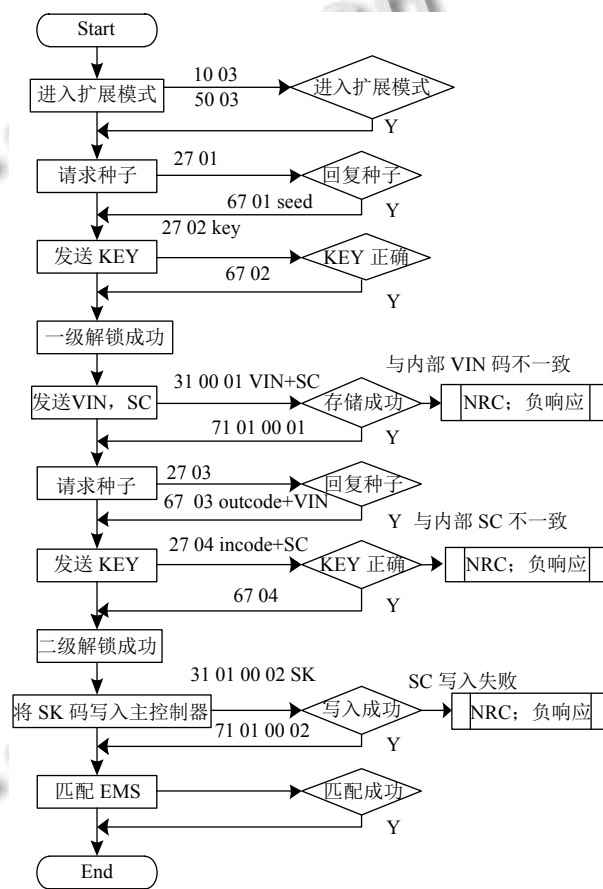 Start
10 03
进入扩展模式
进入扩展模式
50 03
Y
27 01
请求种子
回复种子
67 01 seed
Y
27 02 key
发送 KEY
KEY 正确
67 02
Y
一级解锁成功
与内部 VIN 码不一致
31 00 01 VIN+SC
发送VIN，SC
存储成功
NRC；负响应
71 01 00 01
Y
27 03
请求种子
回复种子
67 03 outcode+VIN
Y 与内部 SC 不一致
27 04 incode+SC
发送 KEY
KEY 正确
NRC；负响应
67 04
Y
二级解锁成功
31 01 00 02 SK
SC 写入失败
将 SK 码写入主控制器
写入成功
NRC；负响应
71 01 00 02
Y
匹配 EMS
匹配成功
Y
End